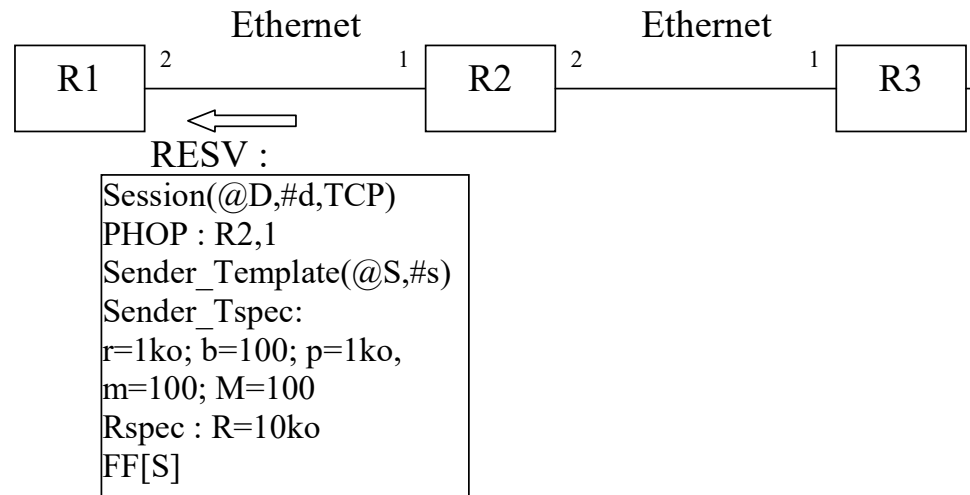 Ethernet Ethernet
R1 2 1 R2 2 1 R3
RESV :
Session(@D,#d,TCP)
PHOP : R2,1
Sender_Template(@S,#s)
Sender_Tspec:
r=1ko; b=100; p=1ko,
m=100; M=100
Rspec : R=10ko
FF[S]